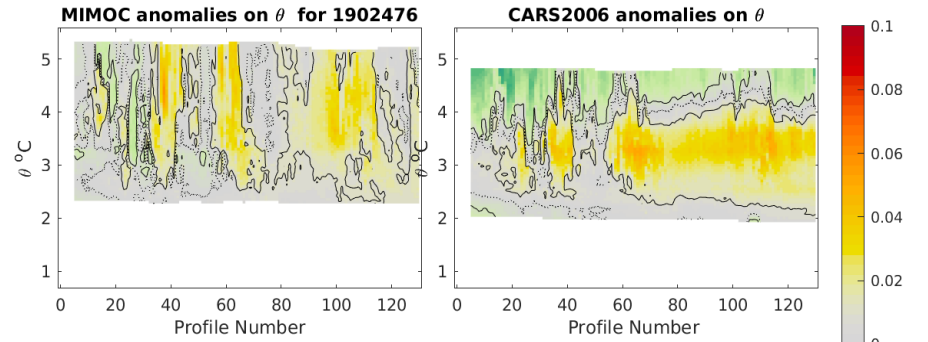 MIMOC anomalies on θ for 1902476
CARS2006 anomalies on θ
0.1
0.08
0.06
0.04
0.02
0
5
4
3
2
1
θ °C
0 20 40 60 80 100 120
Profile Number
5
4
3
2
1
θ °C
0 20 40 60 80 100 120
Profile Number